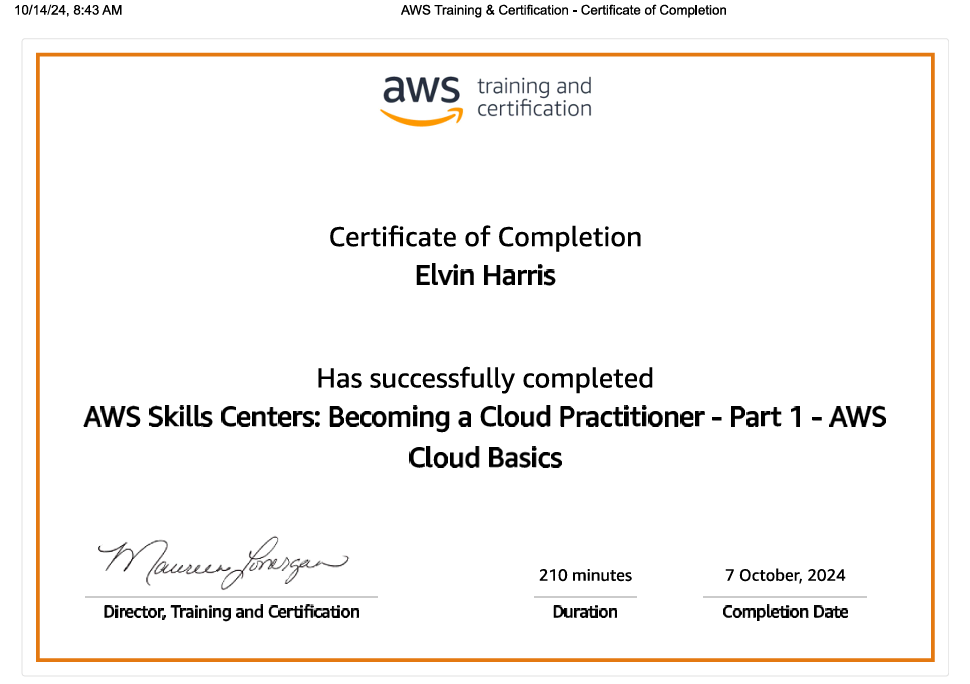 10/14/24, 8:43 AM
AWS Training & Certification - Certificate of Completion
aws training and
certification
Certificate of Completion
Elvin Harris
Has successfully completed
AWS Skills Centers: Becoming a Cloud Practitioner - Part 1 - AWS
Cloud Basics
Maureen Lonergan
210 minutes
7 October, 2024
Director, Training and Certification
Duration
Completion Date